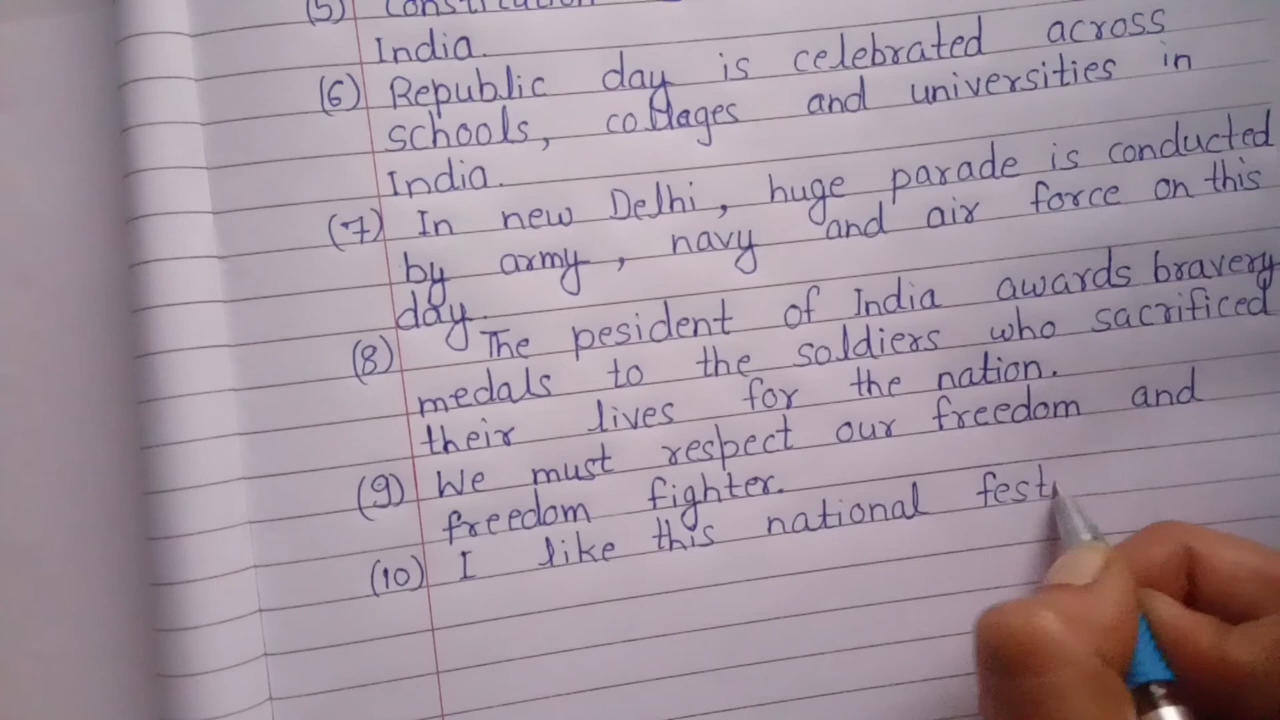 (5) Constitution
India.
(6) Republic day is celebrated across
schools, collages and universities in
India.
(7) In new Delhi, huge parade is conducted
by army, navy and air force on this
day.
(8) The pesident of India awards bravery
medals to the soldiers who sacrificed
their lives for the nation.
(9) We must respect our freedom and
freedom fighter.
(10) I like this national fest